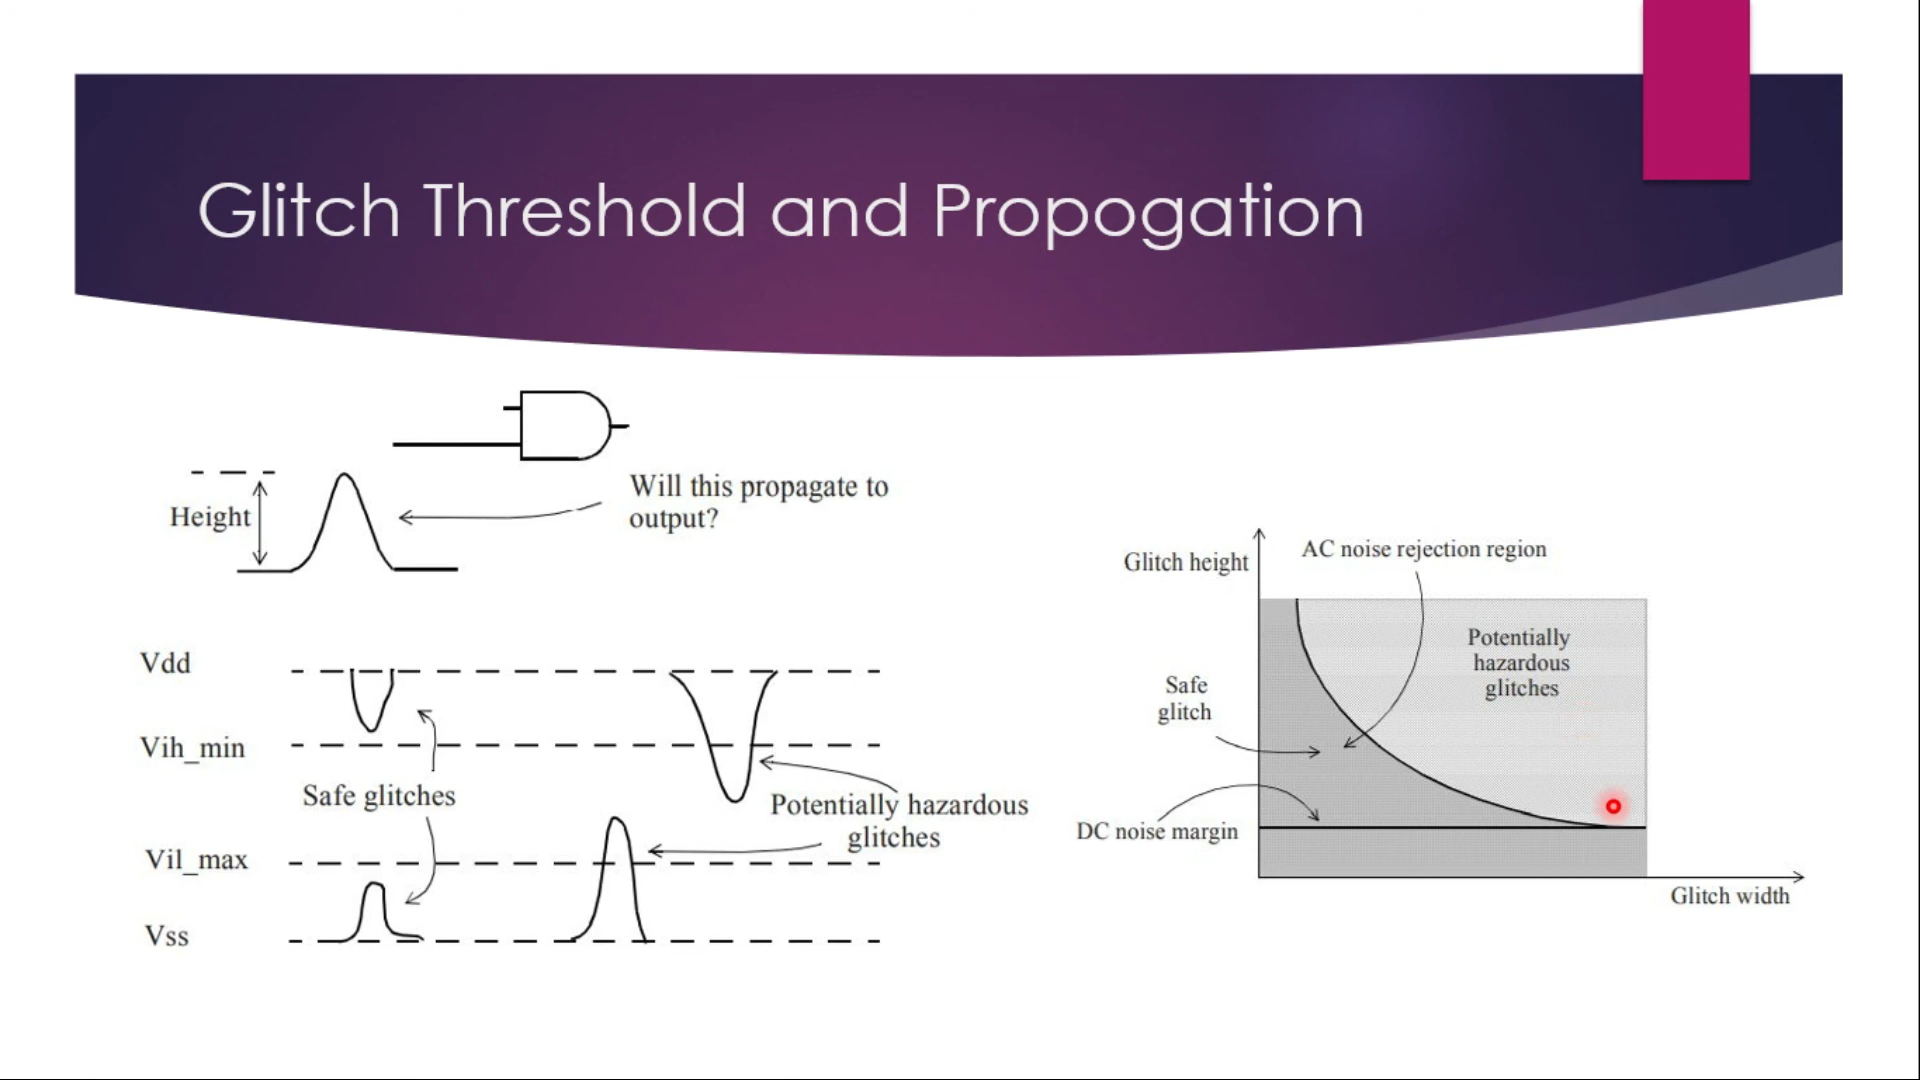 Glitch Threshold and Propogation
Will this propagate to
output?
Height
Vdd
Vih_min
Safe glitches
Potentially hazardous
glitches
Vil_max
Vss
Glitch height
AC noise rejection region
Potentially
hazardous
glitches
Safe
glitch
DC noise margin
Glitch width